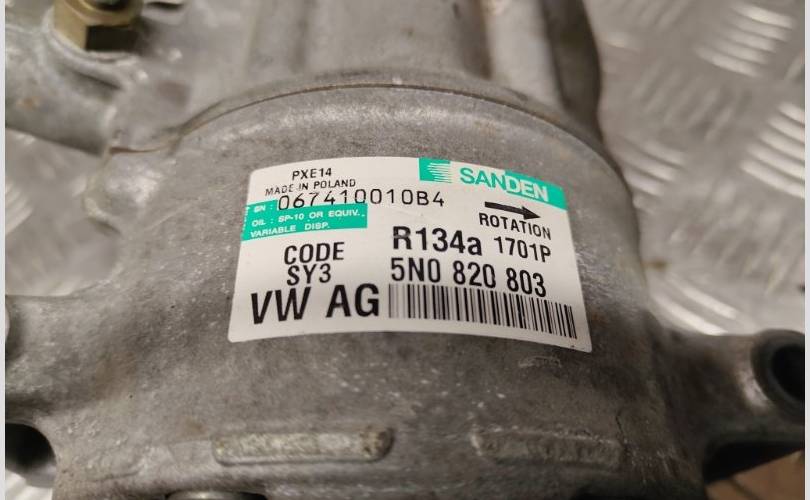 PXE14
MADE IN POLAND
SANDEN
SN : 067410010B4
OIL : SP-10 OR EQUIV.
VARIABLE DISP.
ROTATION
R134a 1701P
CODE
SY3
5N0 820 803
VW AG